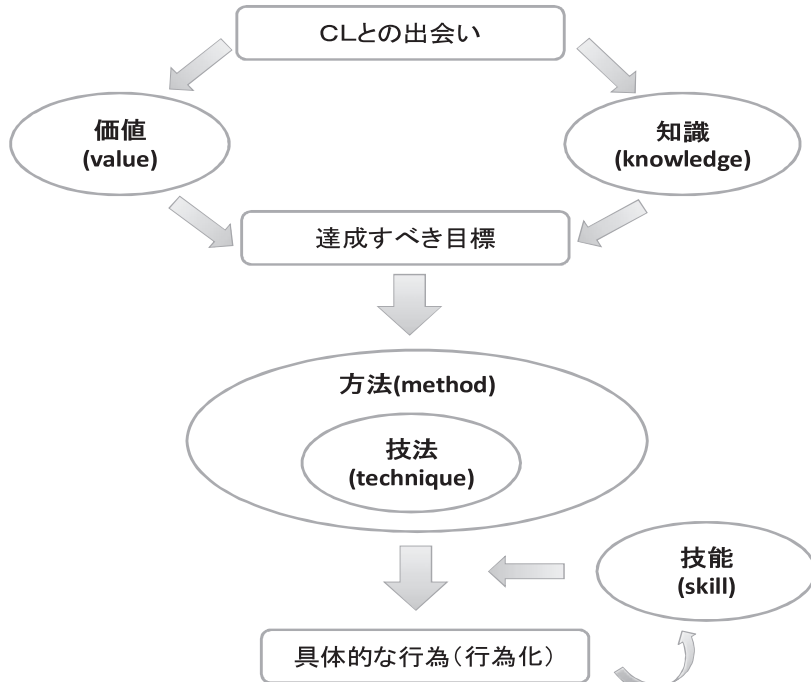 CLとの出会い
価値
(value)
知識
(knowledge)
達成すべき目標
方法(method)
技法
(technique)
技能
(skill)
具体的な行為(行為化)